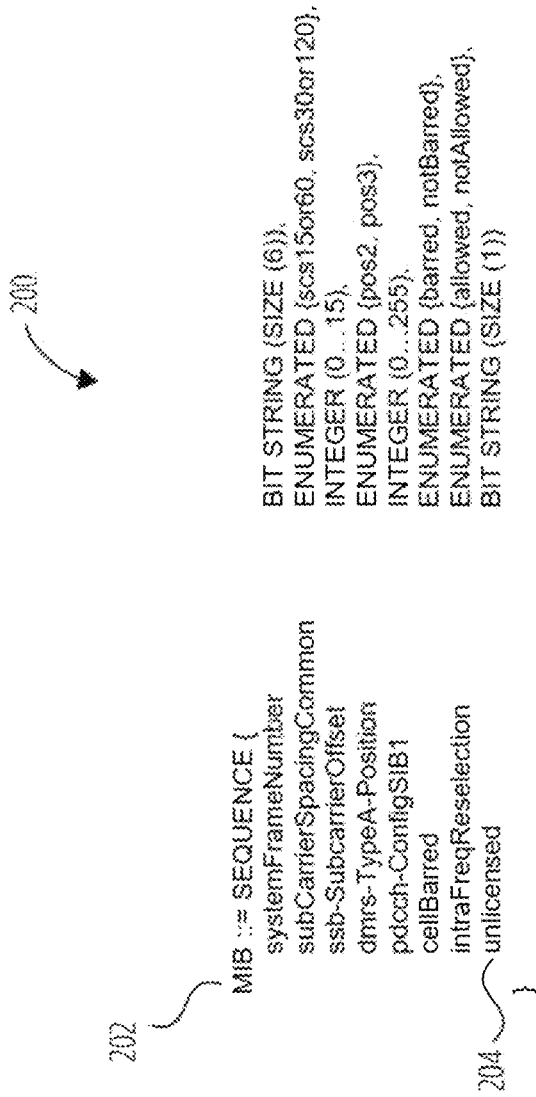 200
202
MIB ::= SEQUENCE {
systemFrameNumber BIT STRING (SIZE (6)),
subCarrierSpacingCommon ENUMERATED {scs15or60, scs30or120},
ssb-SubcarrierOffset INTEGER (0...15),
dmrs-TypeA-Position ENUMERATED {pos2, pos3},
pdcch-ConfigSIB1 INTEGER (0...255),
cellBarred ENUMERATED {barred, notBarred},
intraFreqReselection ENUMERATED {allowed, notAllowed},
unlicensed BIT STRING (SIZE (1))
204
}